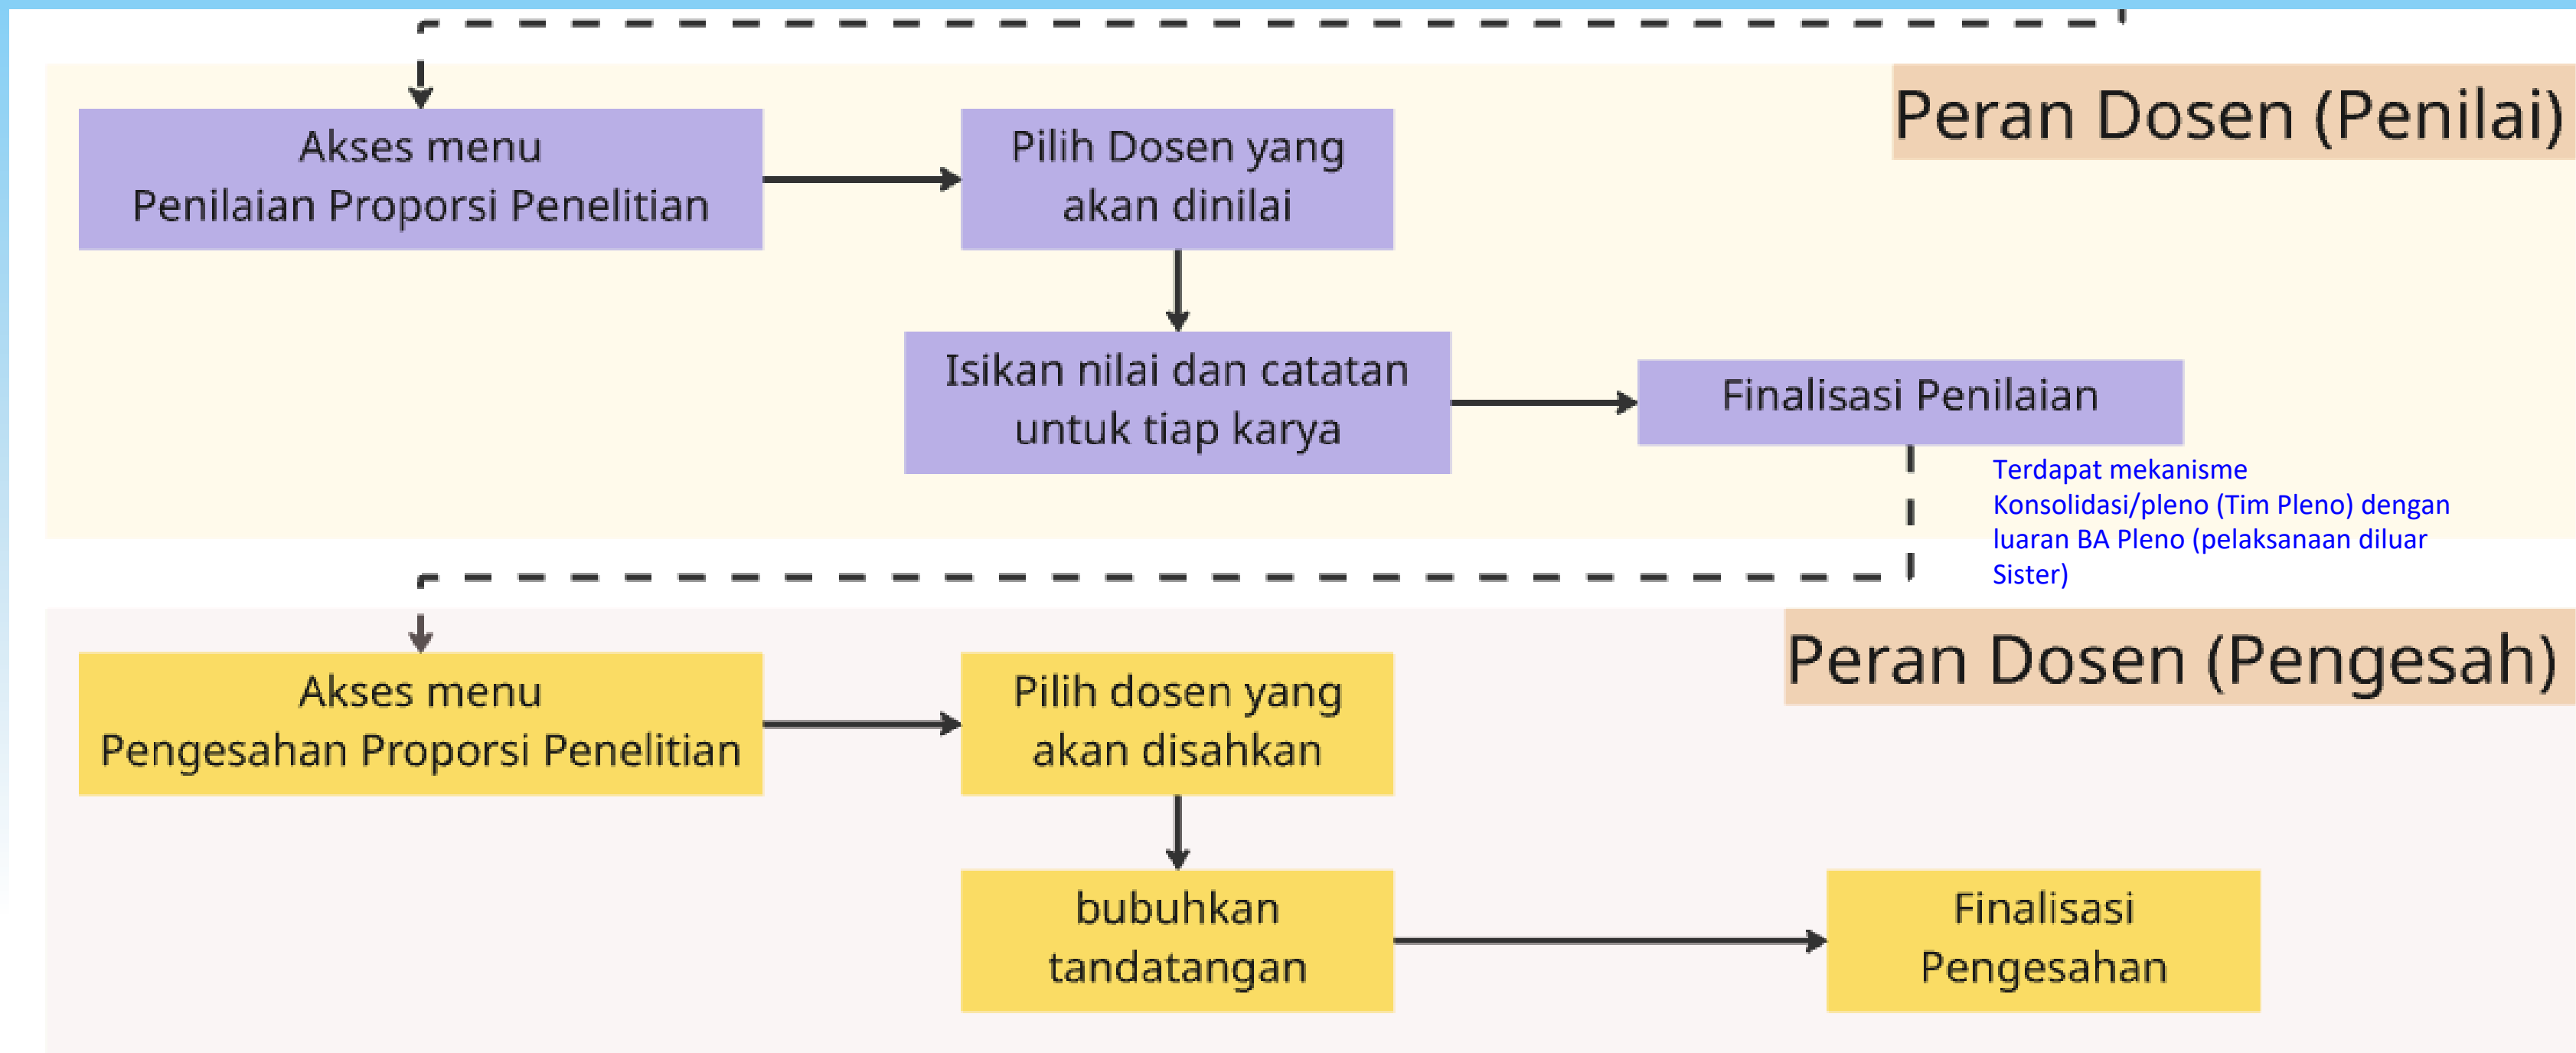 Peran Dosen (Penilai)
Akses menu
Penilaian Proporsi Penelitian
Pilih Dosen yang
akan dinilai
Isikan nilai dan catatan
untuk tiap karya
Finalisasi Penilaian
Terdapat mekanisme
Konsolidasi/pleno (Tim Pleno) dengan
luaran BA Pleno (pelaksanaan diluar
Sister)
Peran Dosen (Pengesah)
Akses menu
Pengesahan Proporsi Penelitian
Pilih dosen yang
akan disahkan
bubuhkan
tandatangan
Finalisasi
Pengesahan